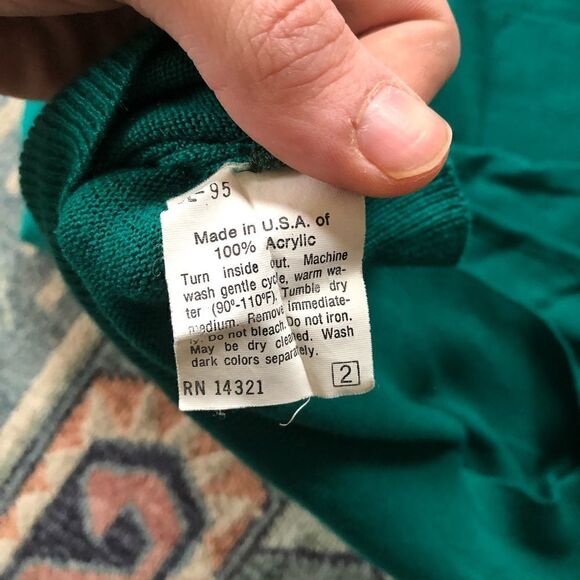 -95
Made in U.S.A. of
100% Acrylic
Turn inside out. Machine
wash gentle cycle, warm wa-
ter (90°-110°F). Tumble dry
medium. Remove immediate-
ly. Do not bleach. Do not iron.
May be dry cleaned. Wash
dark colors separately.
RN 14321 2